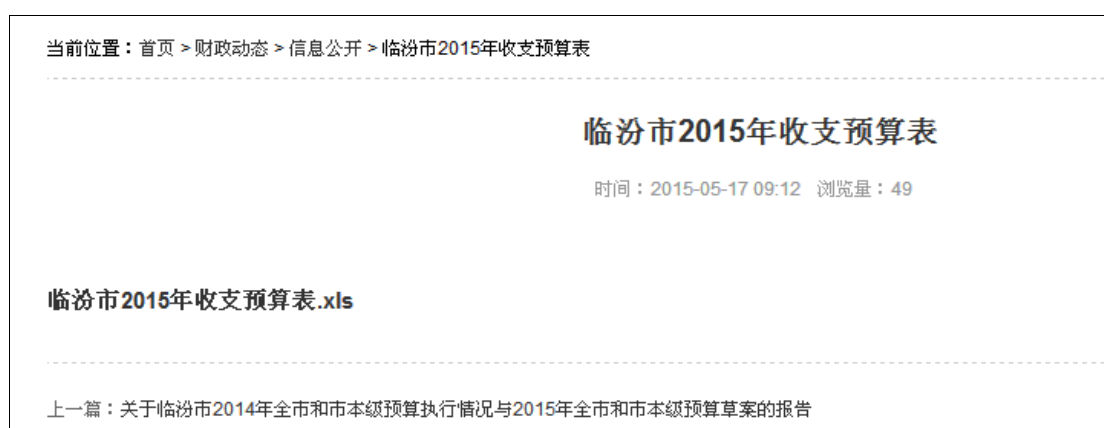 当前位置：首页 > 财政动态 > 信息公开 > 临汾市2015年收支预算表
临汾市2015年收支预算表
时间：2015-05-17 09:12 浏览量：49
临汾市2015年收支预算表.xls
上一篇：关于临汾市2014年全市和市本级预算执行情况与2015年全市和市本级预算草案的报告